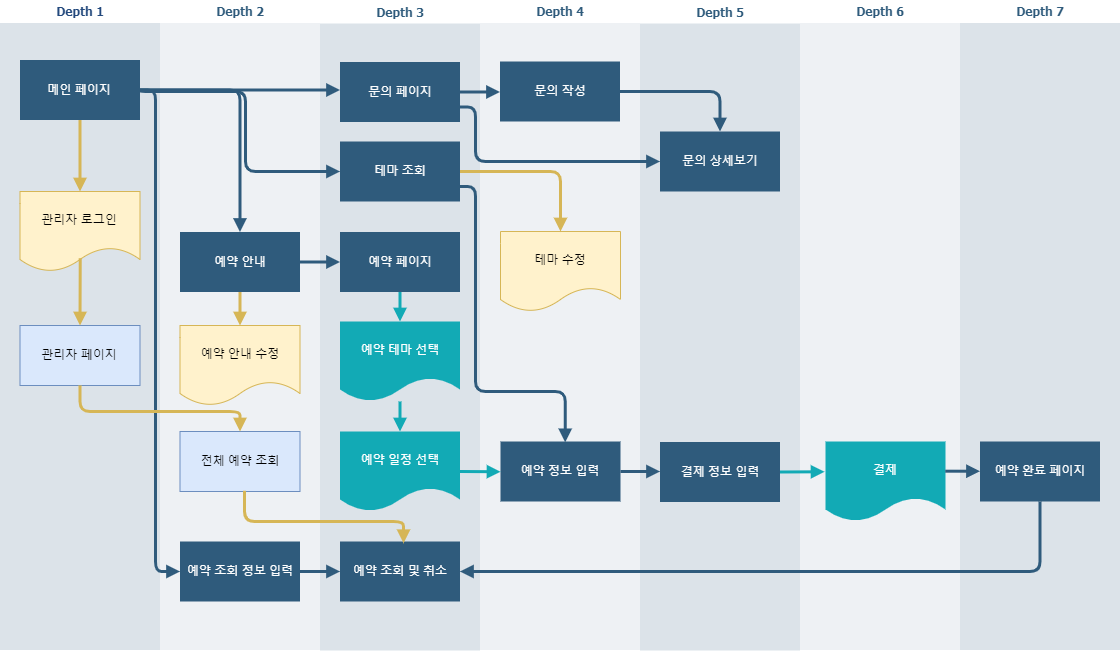 Depth 1
Depth 2
Depth 3
Depth 4
Depth 5
Depth 6
Depth 7
메인 페이지
문의 페이지
문의 작성
문의 상세보기
테마 조회
관리자 로그인
예약 안내
예약 페이지
테마 수정
관리자 페이지
예약 안내 수정
예약 테마 선택
전체 예약 조회
예약 일정 선택
예약 정보 입력
결제 정보 입력
결제
예약 완료 페이지
예약 조회 정보 입력
예약 조회 및 취소